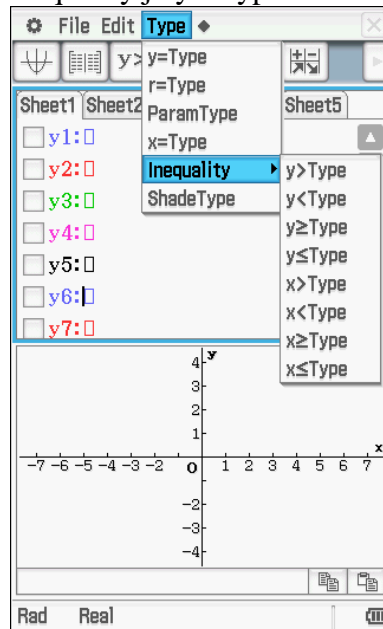 File Edit Type
y>
y=Type
r=Type
ParamType
x=Type
Inequality
ShadeType
y>Type
y<Type
y≥Type
y≤Type
x>Type
x<Type
x≥Type
x≤Type
Sheet1 Sheet2 Sheet5
y1:
y2:
y3:
y4:
y5:
y6:
y7:
y
4
3
2
1
x
-7 -6 -5 -4 -3 -2 0 1 2 3 4 5 6 7
-2
-3
-4
Rad Real